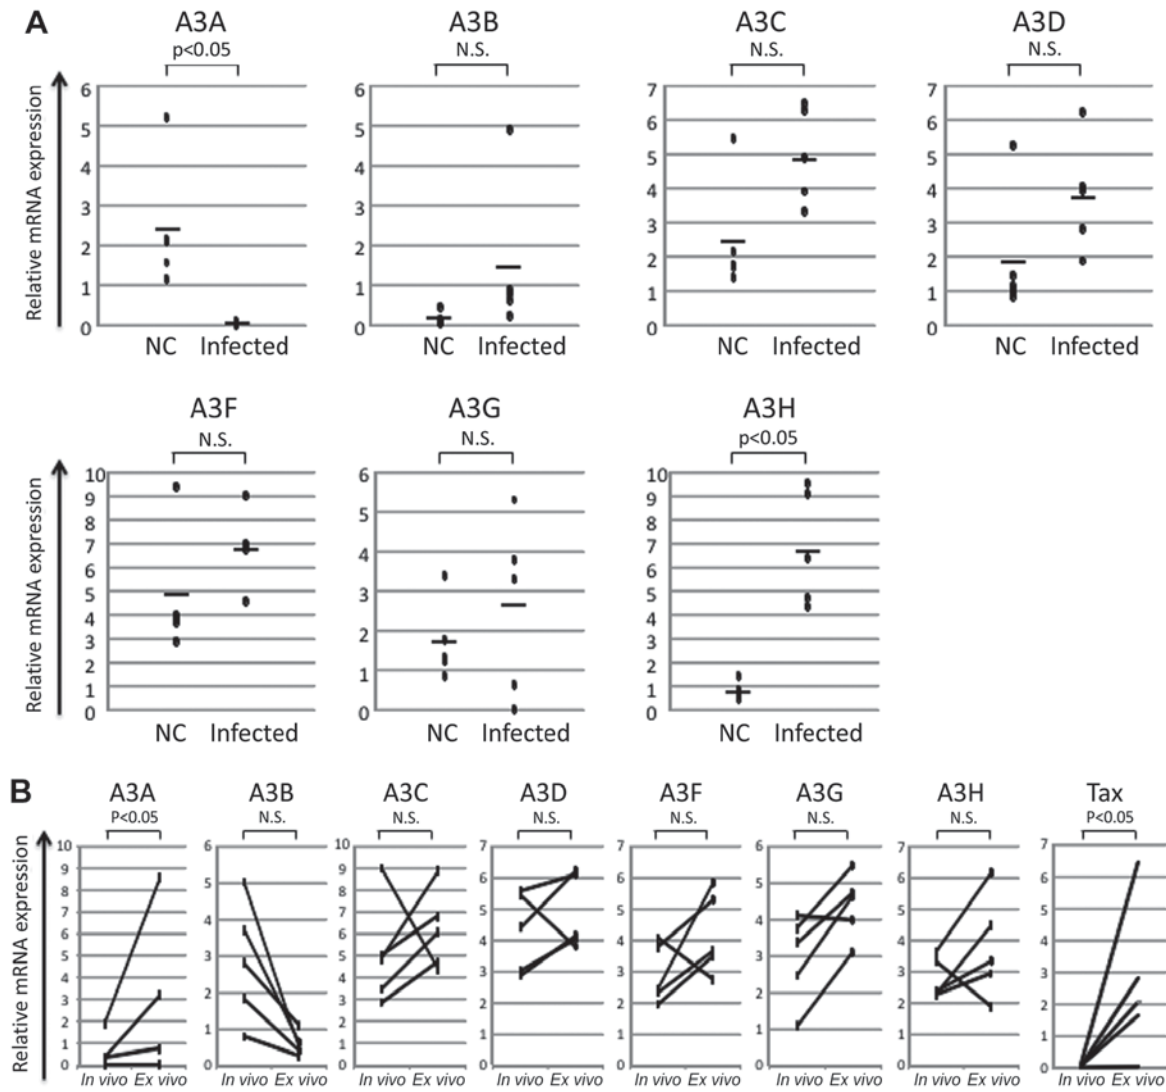 A
A3A
A3B
A3C
A3D
p<0.05
N.S.
N.S.
N.S.
Relative mRNA expression
6
5
4
3
2
1
0
6
5
4
3
2
1
0
7
6
5
4
3
2
1
0
7
6
5
4
3
2
1
0
NC Infected
NC Infected
NC Infected
NC Infected
A3F
A3G
A3H
N.S.
N.S.
p<0.05
Relative mRNA expression
10
9
8
7
6
5
4
3
2
1
0
6
5
4
3
2
1
0
10
9
8
7
6
5
4
3
2
1
0
NC Infected
NC Infected
NC Infected
B
A3A
A3B
A3C
A3D
A3F
A3G
A3H
Tax
P<0.05
N.S.
N.S.
N.S.
N.S.
N.S.
N.S.
P<0.05
Relative mRNA expression
10
9
8
7
6
5
4
3
2
1
0
6
5
4
3
2
1
0
10
9
8
7
6
5
4
3
2
1
0
7
6
5
4
3
2
1
0
7
6
5
4
3
2
1
0
6
5
4
3
2
1
0
7
6
5
4
3
2
1
0
7
6
5
4
3
2
1
0
In vivo Ex vivo
In vivo Ex vivo
In vivo Ex vivo
In vivo Ex vivo
In vivo Ex vivo
In vivo Ex vivo
In vivo Ex vivo
In vivo Ex vivo